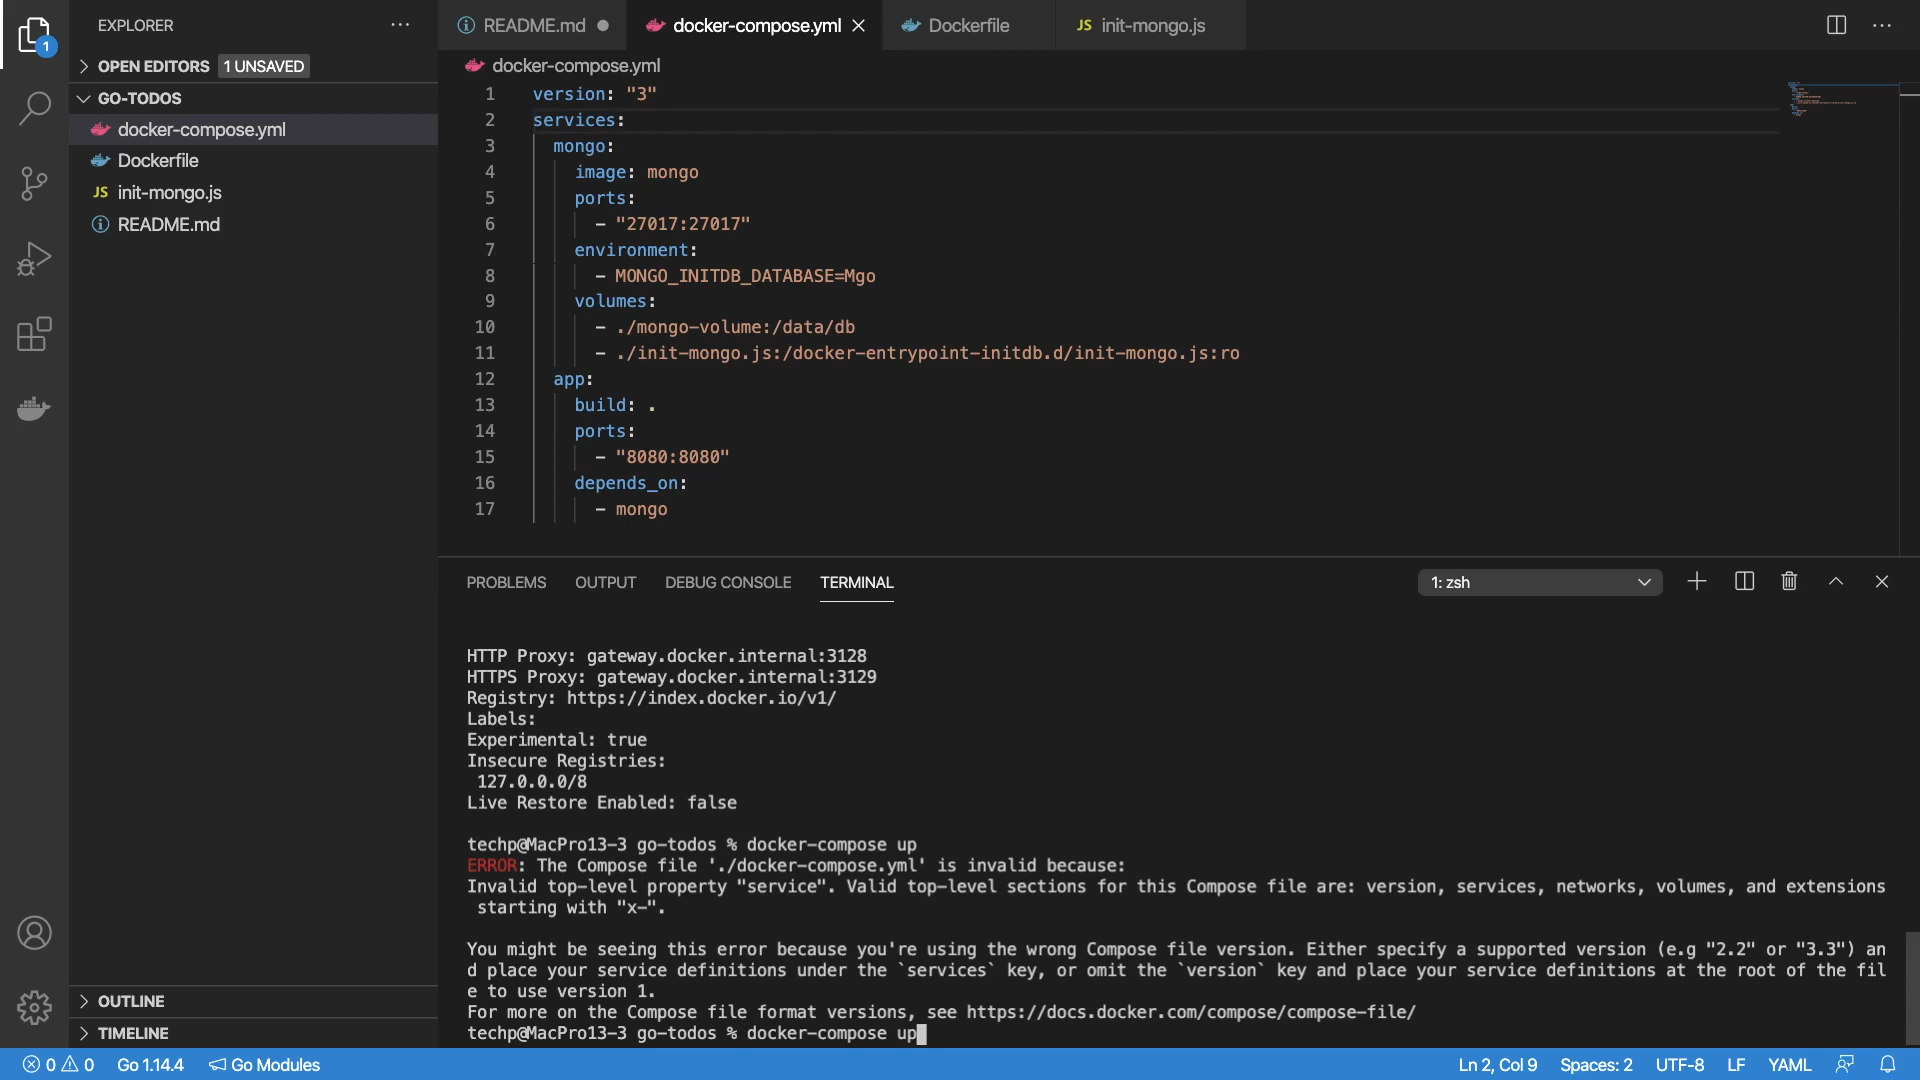 EXPLORER
OPEN EDITORS 1 UNSAVED
GO-TODOS
docker-compose.yml
Dockerfile
JS init-mongo.js
README.md
OUTLINE
TIMELINE
1
README.md
docker-compose.yml
Dockerfile
JS init-mongo.js
docker-compose.yml
1 version: "3"
2 services:
3 mongo:
4 image: mongo
5 ports:
6 - "27017:27017"
7 environment:
8 - MONGO_INITDB_DATABASE=Mgo
9 volumes:
10 - ./mongo-volume:/data/db
11 - ./init-mongo.js:/docker-entrypoint-initdb.d/init-mongo.js:ro
12 app:
13 build: .
14 ports:
15 - "8080:8080"
16 depends_on:
17 - mongo
PROBLEMS OUTPUT DEBUG CONSOLE TERMINAL
1: zsh
HTTP Proxy: gateway.docker.internal:3128
HTTPS Proxy: gateway.docker.internal:3129
Registry: https://index.docker.io/v1/
Labels:
Experimental: true
Insecure Registries:
127.0.0.0/8
Live Restore Enabled: false
techp@MacPro13-3 go-todos % docker-compose up
ERROR: The Compose file './docker-compose.yml' is invalid because:
Invalid top-level property "service". Valid top-level sections for this Compose file are: version, services, networks, volumes, and extensions
starting with "x-".
You might be seeing this error because you're using the wrong Compose file version. Either specify a supported version (e.g "2.2" or "3.3") an
d place your service definitions under the `services` key, or omit the `version` key and place your service definitions at the root of the fil
e to use version 1.
For more on the Compose file format versions, see https://docs.docker.com/compose/compose-file/
techp@MacPro13-3 go-todos % docker-compose up
0 0 Go 1.14.4 Go Modules
Ln 2, Col 9 Spaces: 2 UTF-8 LF YAML